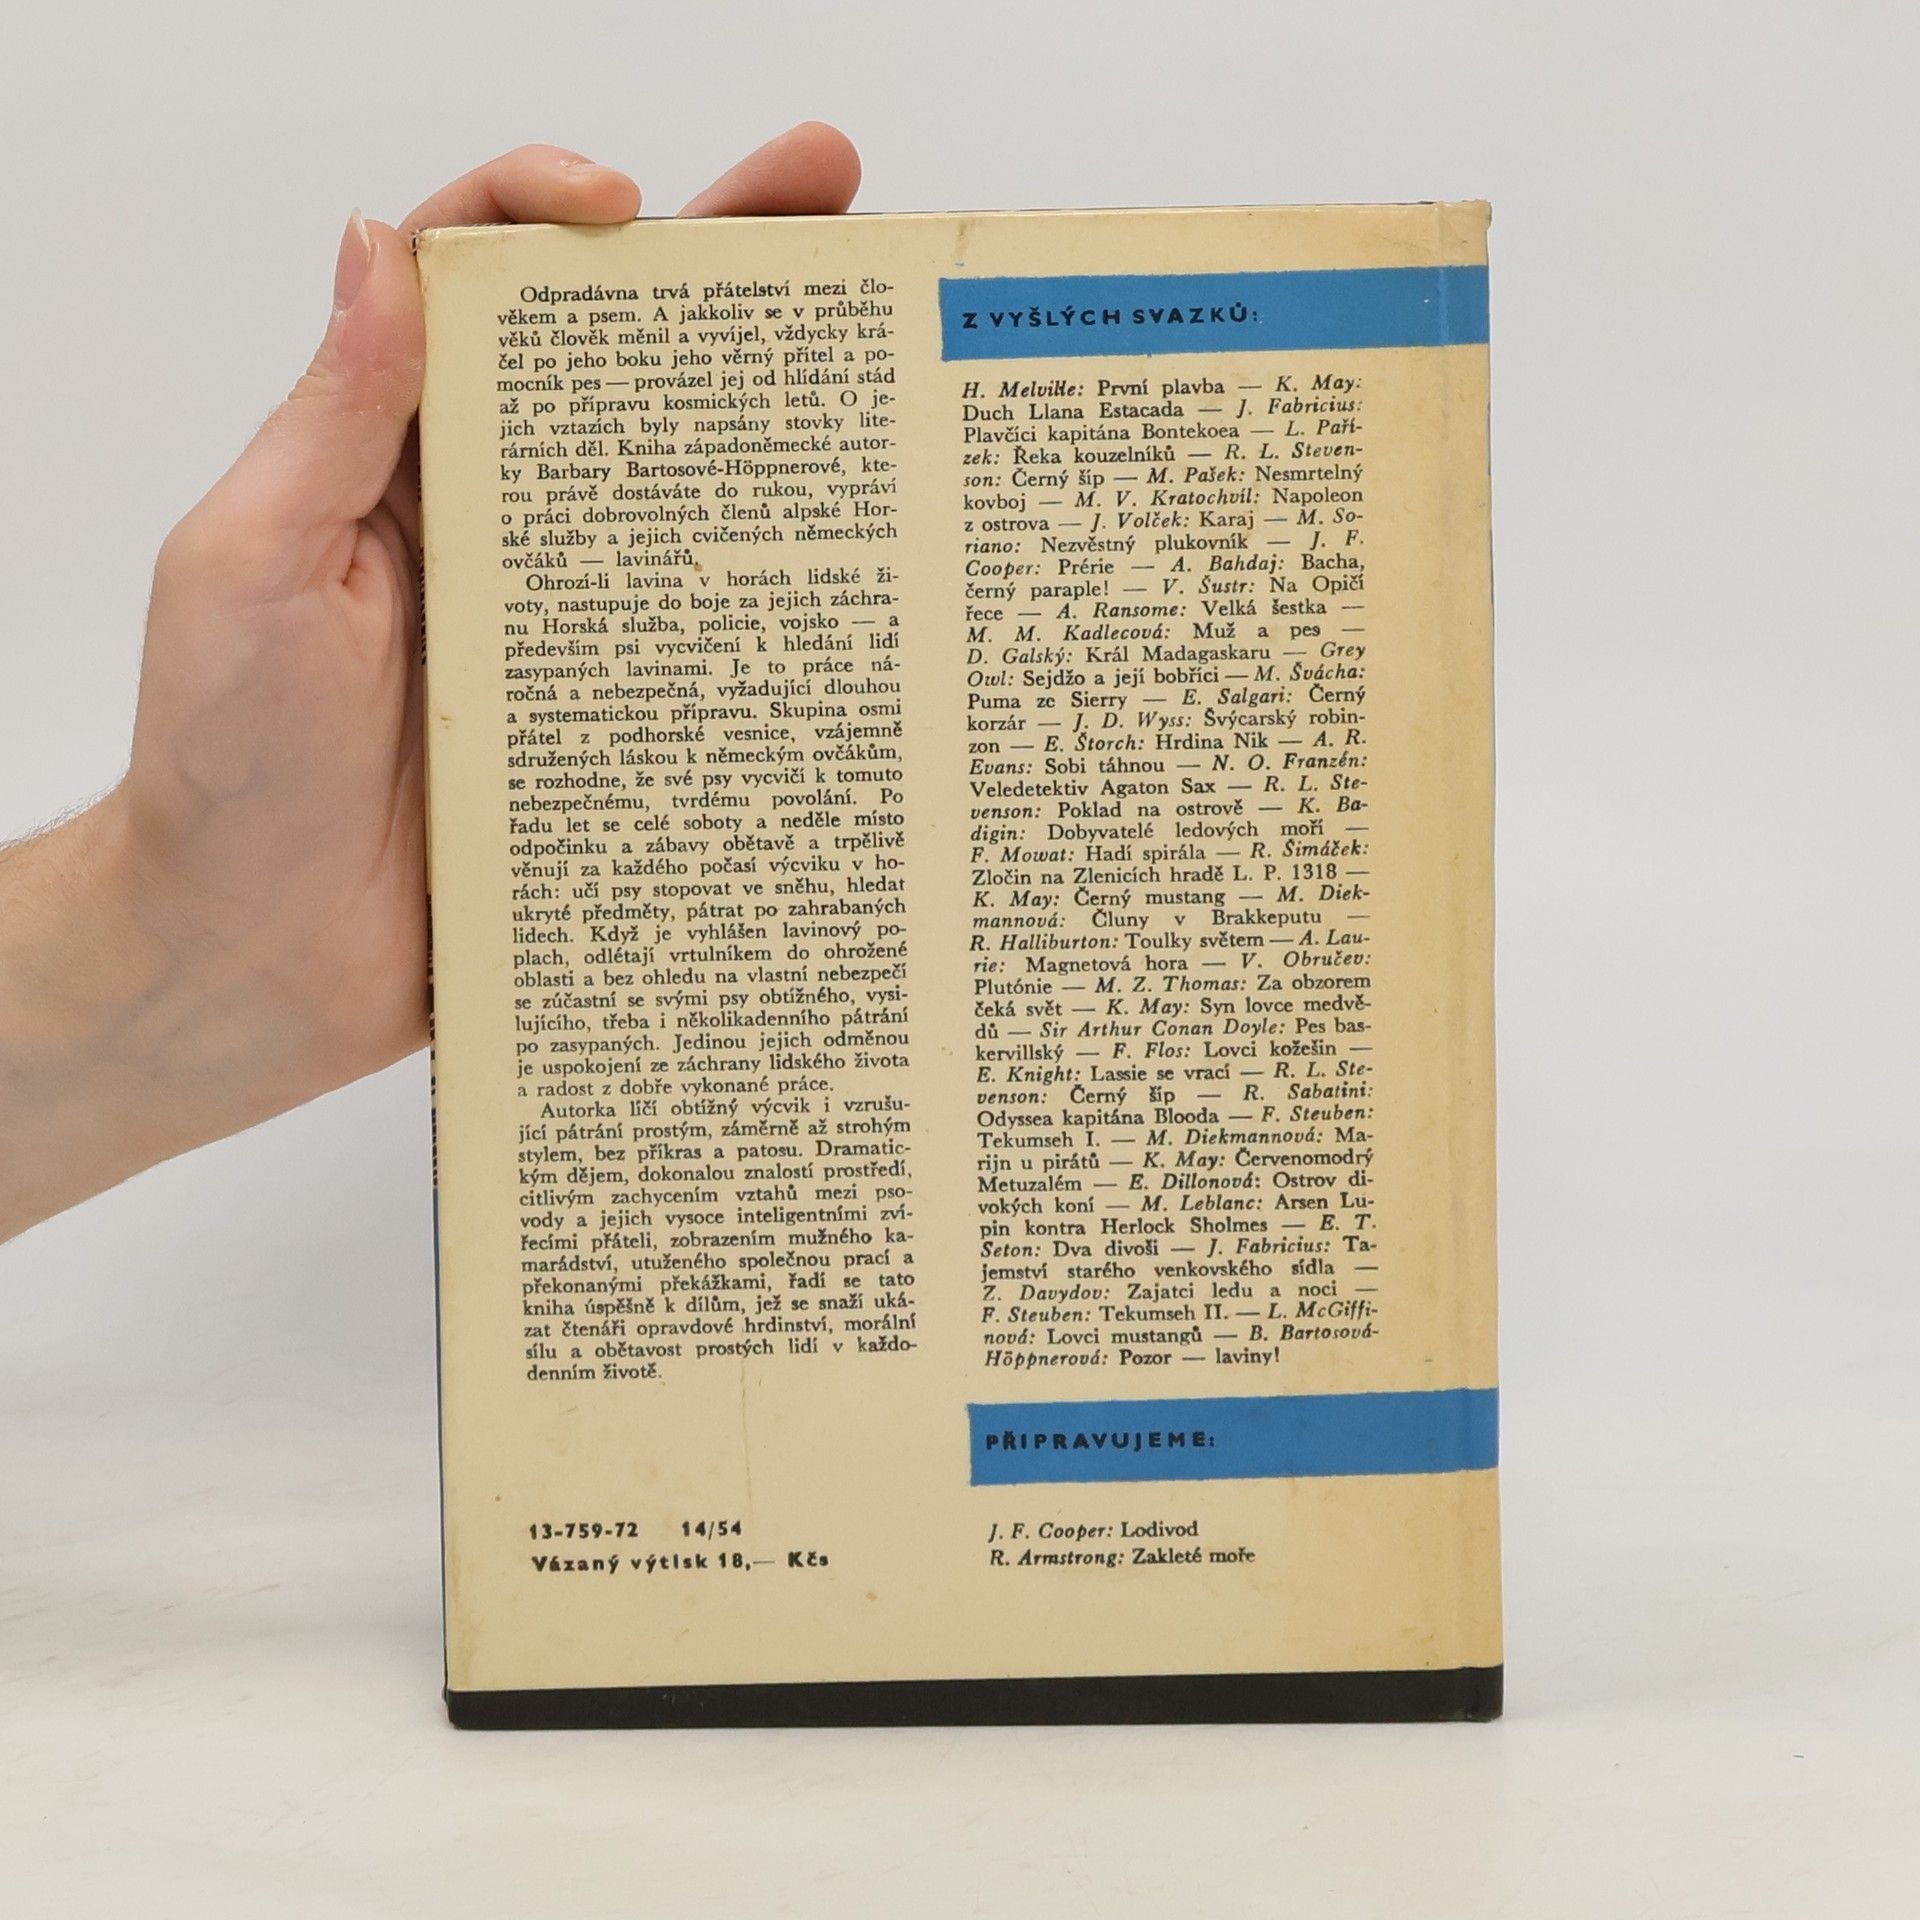 Odpradávna trvá přátelství mezi člo-
věkem a psem. A jakkoliv se v průběhu
věků člověk měnil a vyvíjel, vždycky krá-
čel po jeho boku jeho věrný přítel a po-
mocník pes — provázel jej od hlídání stád
až po přípravu kosmických letů. O je-
jich vztazích byly napsány stovky lite-
rárních děl. Kniha západoněmecké autor-
ky Barbary Bartosové-Höppnerové, kte-
rou právě dostáváte do rukou, vypráví
o práci dobrovolných členů alpské Hor-
ské služby a jejich cvičených německých
ovčáků — lavinářů.
Ohrozí-li lavina v horách lidské ži-
voty, nastupuje do boje za jejich záchra-
nu Horská služba, policie, vojsko — a
především psi vycvičení k hledání lidí
zasypaných lavinami. Je to práce ná-
ročná a nebezpečná, vyžadující dlouhou
a systematickou přípravu. Skupina osmi
přátel z podhorské vesnice, vzájemně
sdružených láskou k německým ovčákům,
se rozhodne, že své psy vycvičí k tomuto
nebezpečnému, tvrdému povolání. Po
řadu let se celé soboty a neděle místo
odpočinku a zábavy obětavě a trpělivě
věnují za každého počasí výcviku v ho-
rách: učí psy stopovat ve sněhu, hledat
ukryté předměty, pátrat po zahrabaných
lidech. Když je vyhlášen lavinový po-
plach, odlétají vrtulníkem do ohrožené
oblasti a bez ohledu na vlastní nebezpečí
se zúčastní se svými psy obtížného, vysi-
lujícího, třeba i několikadenního pátrání
po zasypaných. Jedinou jejich odměnou
je uspokojení ze záchrany lidského života
a radost z dobře vykonané práce.
Autorka líčí obtížný výcvik i vzrušu-
jící pátrání prostým, záměrně až strohým
stylem, bez příkras a patosu. Dramatic-
kým dějem, dokonalou znalostí prostředí,
citlivým zachycením vztahů mezi pso-
vody a jejich vysoce inteligentními zví-
řecími přáteli, zobrazením mužného ka-
marádství, utuženého společnou prací a
překonanými překážkami, řadí se tato
kniha úspěšně k dílům, jež se snaží uká-
zat čtenáři opravdové hrdinství, morální
sílu a obětavost prostých lidí v každo-
denním životě.
13-759-72 14/54
Vázaný výtisk 18,— Kčs
Z VYŠLÝCH SVAZKŮ:
H. Melville: První plavba — K. May:
Duch Llana Estacada — J. Fabricius:
Plavčíci kapitána Bontekoea — L. Paří-
zek: Řeka kouzelníků — R. L. Steven-
son: Černý šíp — M. Pašek: Nesmrtelný
kovboj — M. V. Kratochvíl: Napoleon
z ostrova — J. Volček: Karaj — M. So-
riano: Nezvěstný plukovník — J. F.
Cooper: Prérie — A. Bahdaj: Bacha,
černý paraple! — V. Šustr: Na Opičí
řece — A. Ransome: Velká šestka —
M. M. Kadlecová: Muž a pes —
D. Galský: Král Madagaskaru — Grey
Owl: Sejdžo a její bobříci — M. Švácha:
Puma ze Sierry — E. Salgari: Černý
korzár — J. D. Wyss: Švýcarský robin-
zon — E. Štorch: Hrdina Nik — A. R.
Evans: Sobi táhnou — N. O. Franzén:
Veledetektiv Agaton Sax — R. L. Ste-
venson: Poklad na ostrově — K. Ba-
digin: Dobyvatelé ledových moří —
F. Mowat: Hadí spirála — R. Šimáček:
Zločin na Zlenicích hradě L. P. 1318 —
K. May: Černý mustang — M. Diek-
mannová: Čluny v Brakkeputu —
R. Halliburton: Toulky světem — A. Lau-
rie: Magnetová hora — V. Obručev:
Plutónie — M. Z. Thomas: Za obzorem
čeká svět — K. May: Syn lovce medvě-
dů — Sir Arthur Conan Doyle: Pes bas-
kervillský — F. Flos: Lovci kožešin —
E. Knight: Lassie se vrací — R. L. Ste-
venson: Černý šíp — R. Sabatini:
Odyssea kapitána Blooda — F. Steuben:
Tekumseh I. — M. Diekmannová: Ma-
rijn u pirátů — K. May: Červenomodrý
Metuzalém — E. Dillonová: Ostrov di-
vokých koní — M. Leblanc: Arsen Lu-
pin kontra Herlock Sholmes — E. T.
Seton: Dva divoši — J. Fabricius: Ta-
jemství starého venkovského sídla —
Z. Davydov: Zajatci ledu a noci —
F. Steuben: Tekumseh II. — L. McGiffi-
nová: Lovci mustangů — B. Bartosová-
Höppnerová: Pozor — laviny!
PŘIPRAVUJEME:
J. F. Cooper: Lodivod
R. Armstrong: Zakleté moře